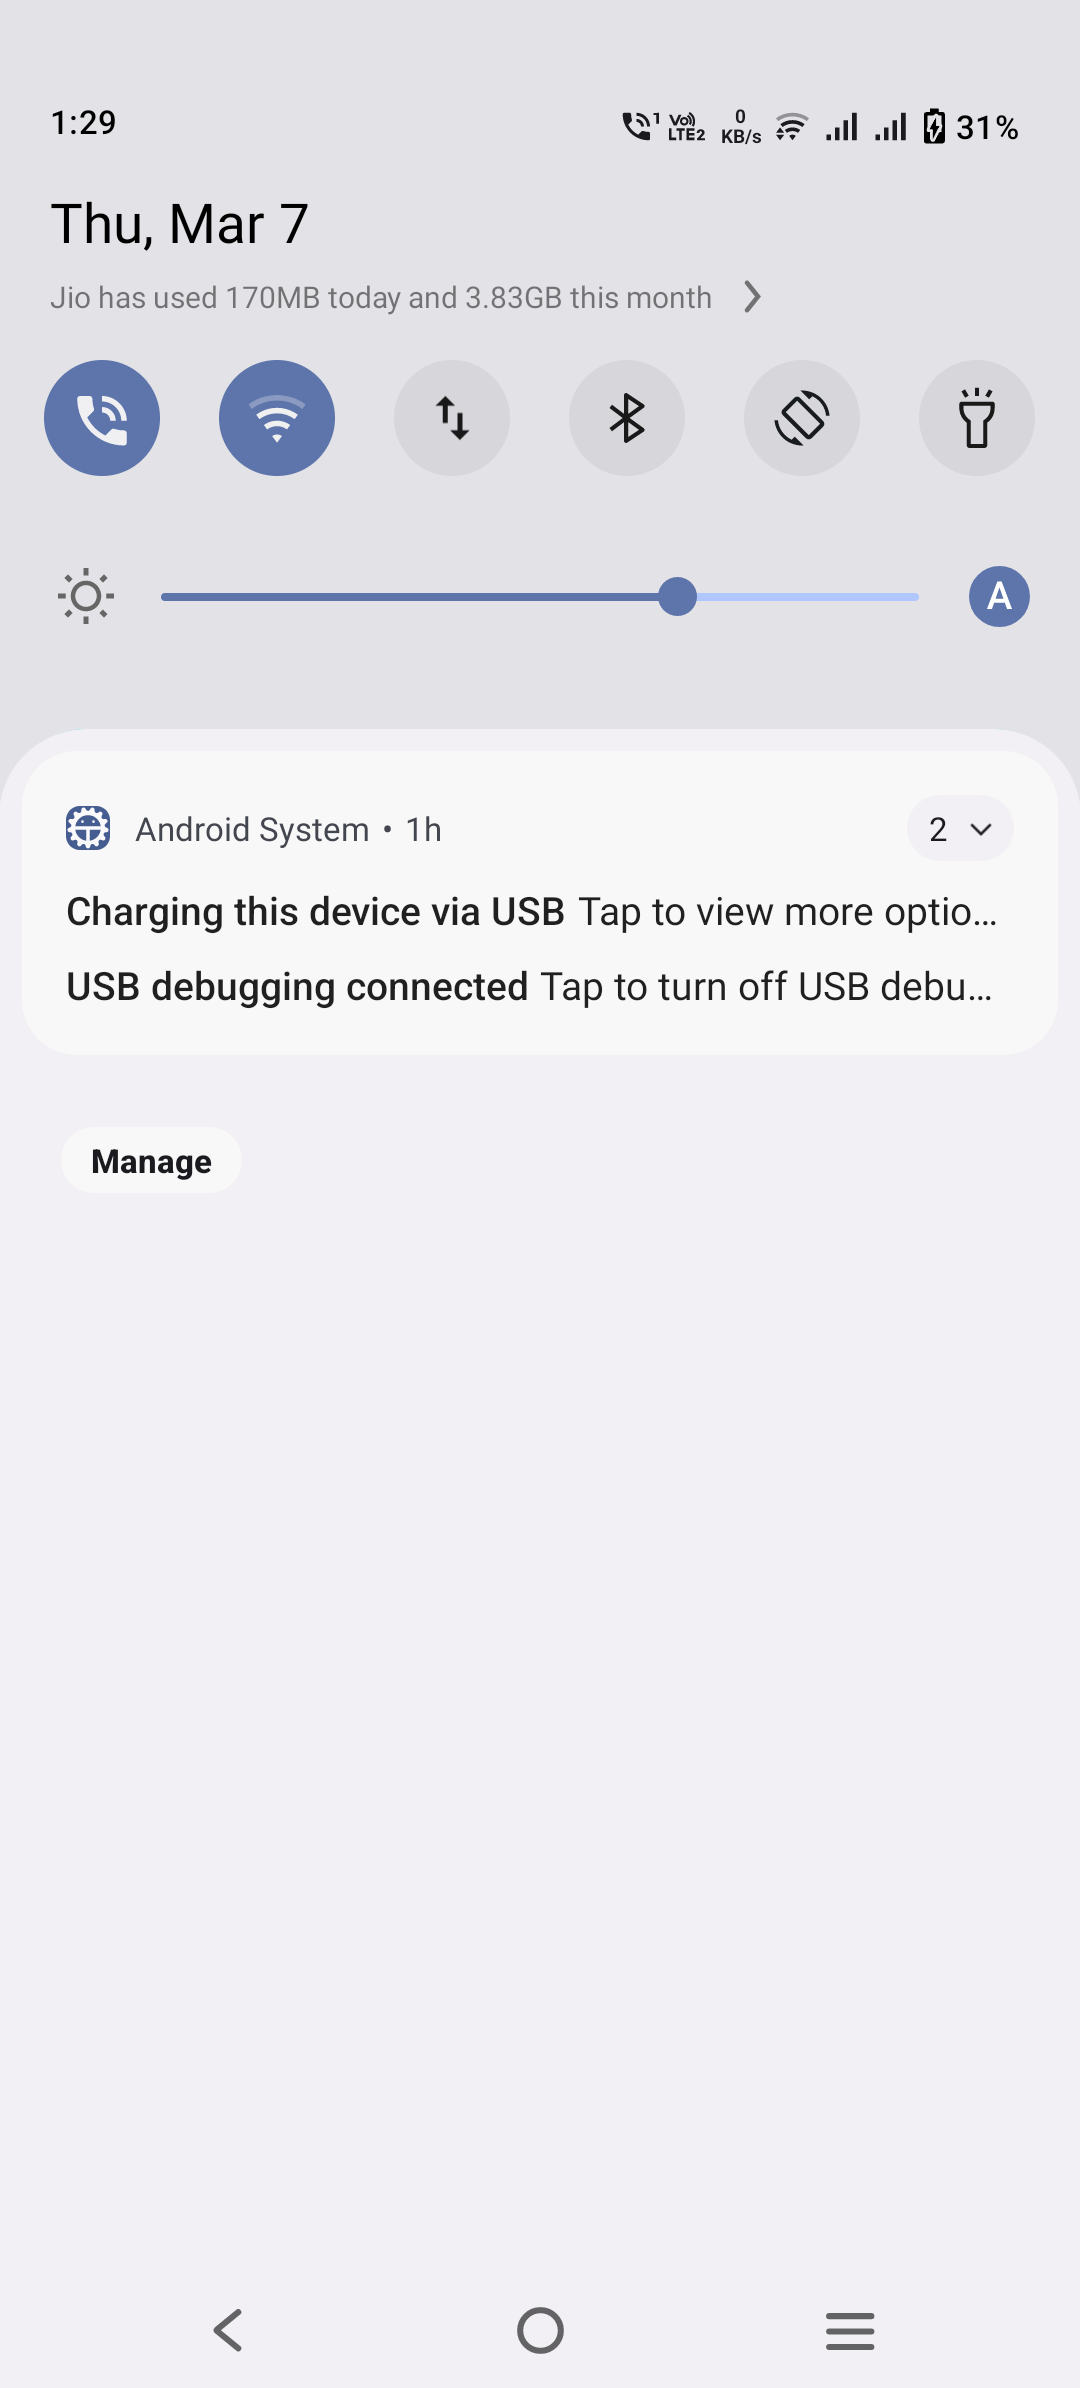 1:29
1 Vo)) LTE2 0 KB/s 31%
Thu, Mar 7
Jio has used 170MB today and 3.83GB this month
A
Android System • 1h 2
Charging this device via USB Tap to view more optio...
USB debugging connected Tap to turn off USB debu...
Manage